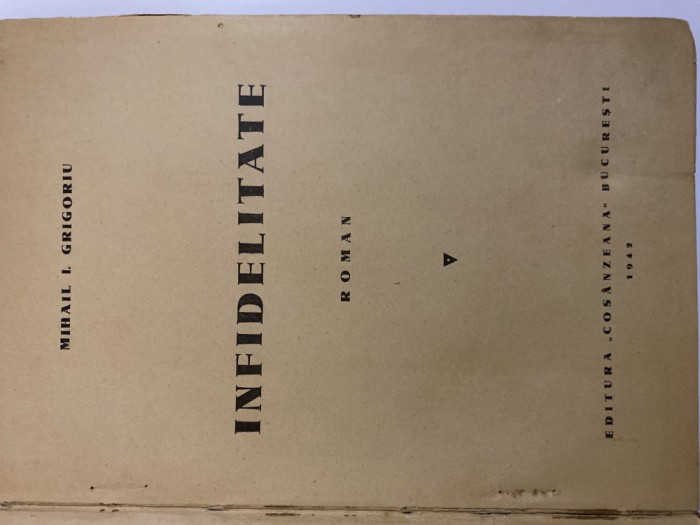 MIHAIL I. GRIGORIU
INFIDELITATE
ROMAN
EDITURA „COSÂNZEANA“ BUCUREȘTI
1942